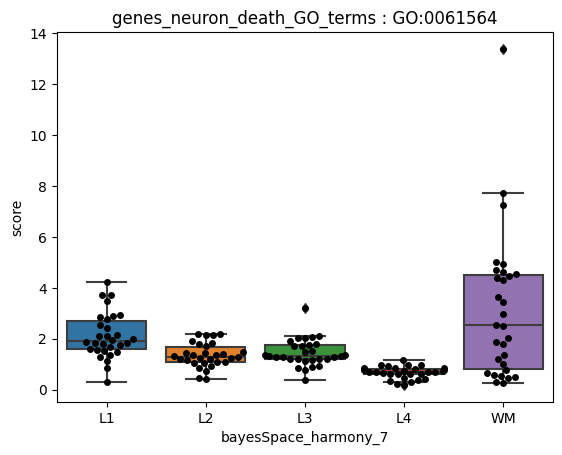 genes_neuron_death_GO_terms : GO:0061564
14
12
10
8
6
4
2
0
score
L1 L2 L3 L4 WM
bayesSpace_harmony_7